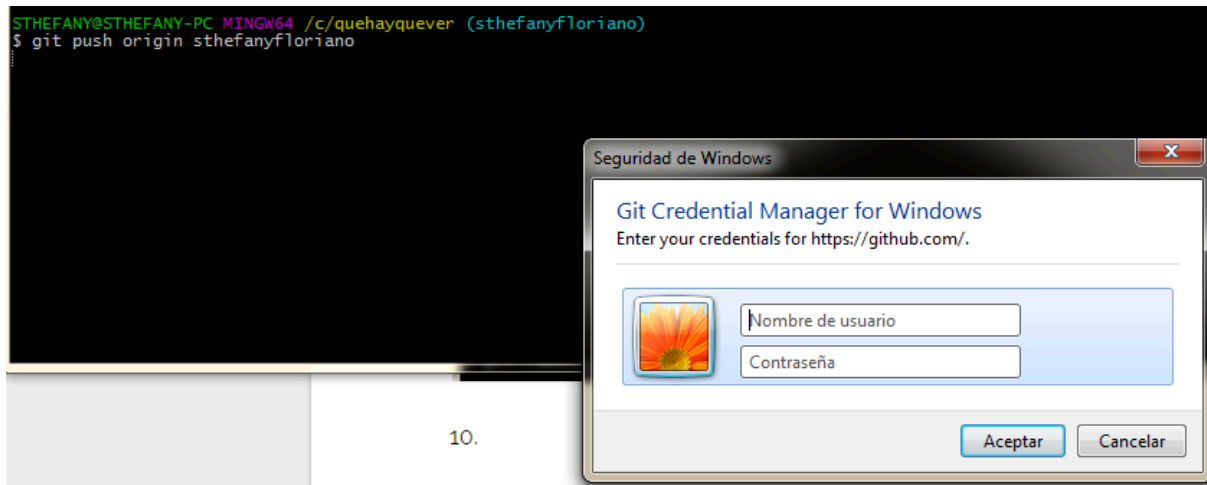 STHEFANY@STHEFANY-PC MINGW64 /c/quehayquever (sthefanyfloriano)
$ git push origin sthefanyfloriano
Seguridad de Windows
Git Credential Manager for Windows
Enter your credentials for https://github.com/.
Nombre de usuario
Contraseña
Aceptar Cancelar
10.